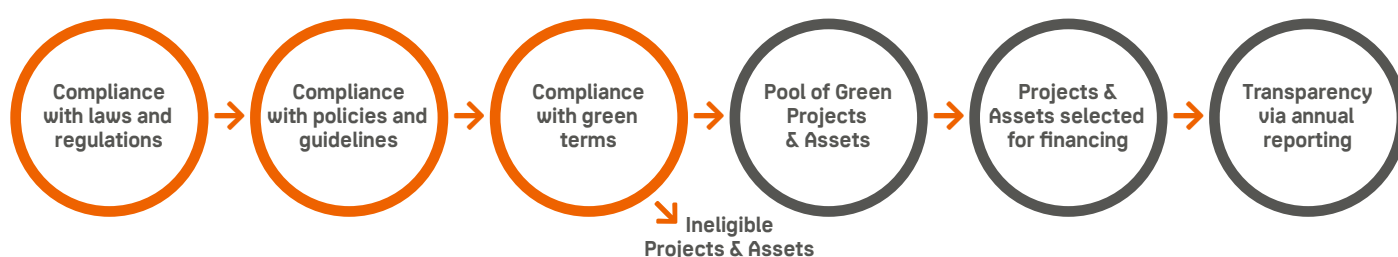 Compliance
with laws and
regulations
Compliance
with policies and
guidelines
Compliance
with green
terms
Pool of Green
Projects
& Assets
Projects &
Assets selected
for financing
Transparency
via annual
reporting
Ineligible
Projects & Assets